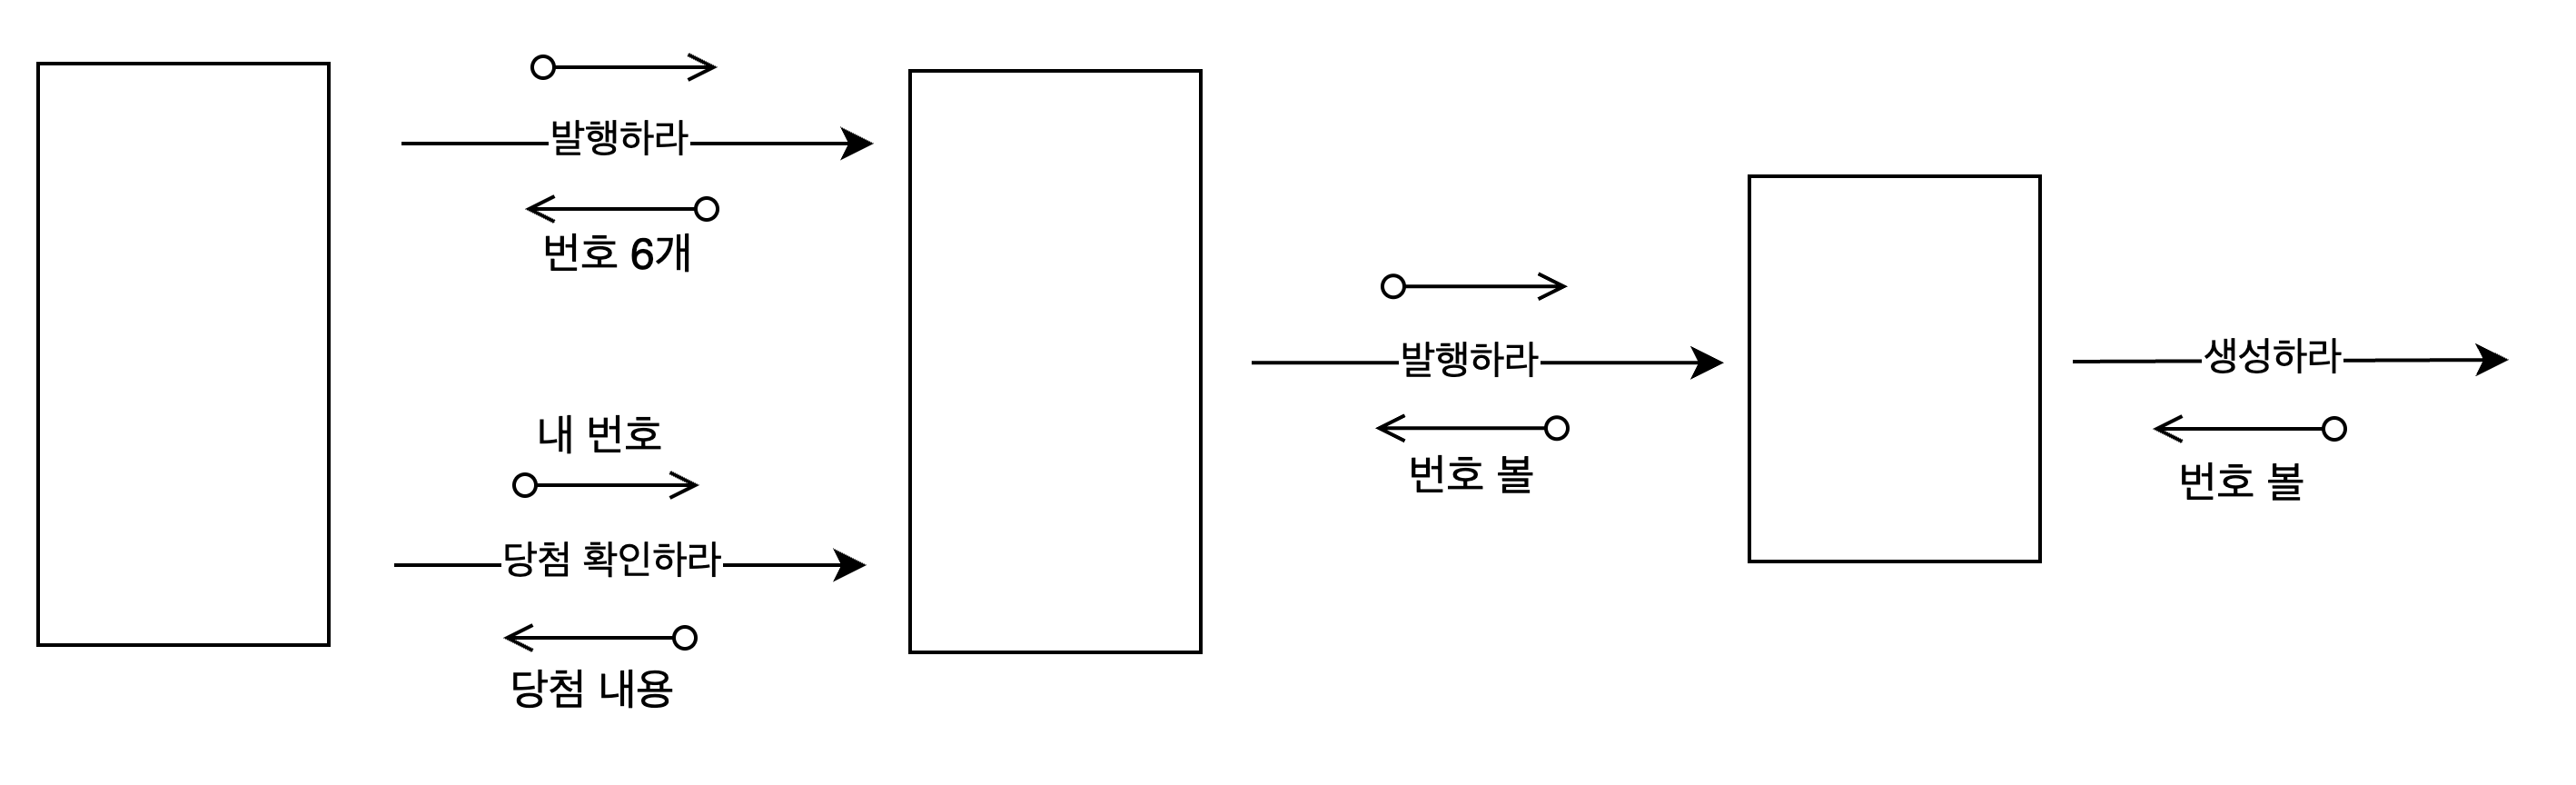 발행하라
번호 6개
내 번호
당첨 확인하라
당첨 내용
발행하라
번호 볼
생성하라
번호 볼